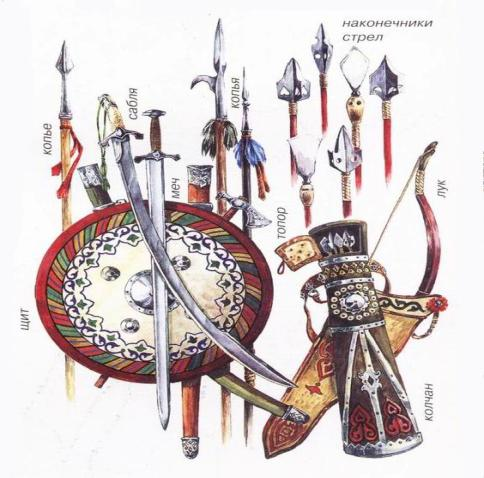 наконечники
стрел
копье
сабля
меч
копья
топор
лук
щит
колчан